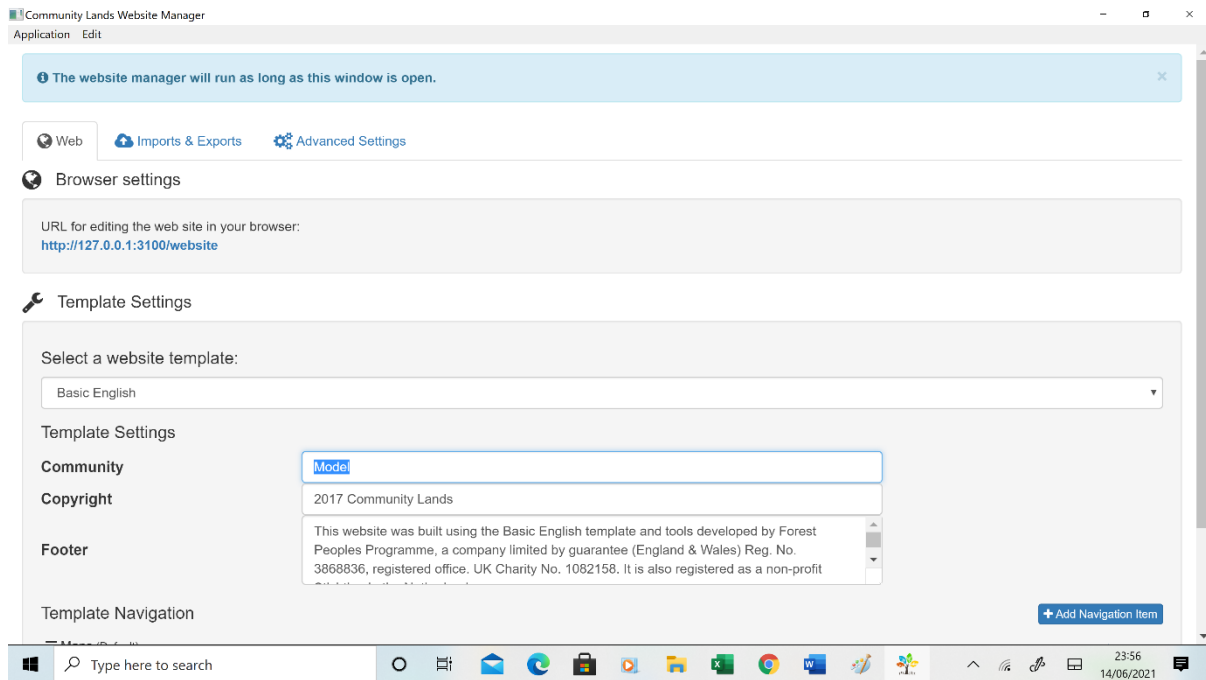 Community Lands Website Manager
Application Edit
The website manager will run as long as this window is open.
Web Imports & Exports Advanced Settings
Browser settings
URL for editing the web site in your browser:
http://127.0.0.1:3100/website
Template Settings
Select a website template:
Basic English
Template Settings
Community Model
Copyright 2017 Community Lands
Footer
This website was built using the Basic English template and tools developed by Forest
Peoples Programme, a company limited by guarantee (England & Wales) Reg. No.
3868836, registered office. UK Charity No. 1082158. It is also registered as a non-profit
Template Navigation
Add Navigation Item
Type here to search
23:56
14/06/2021